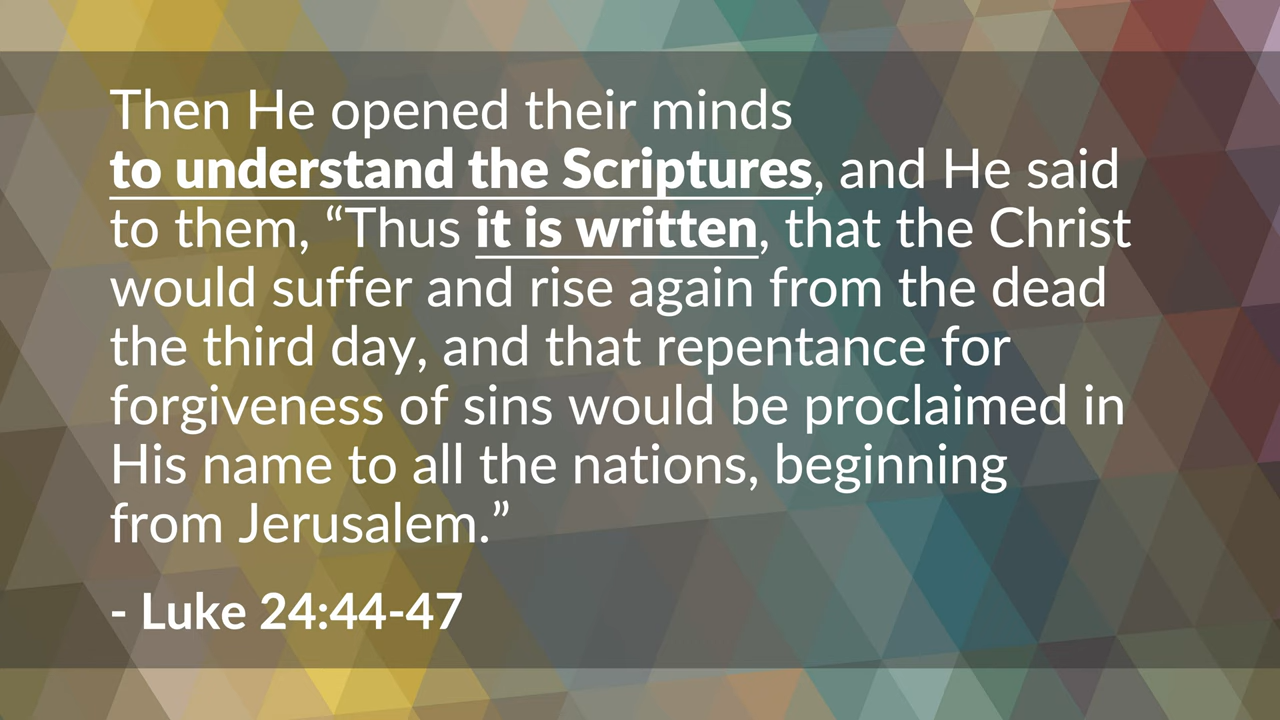 Then He opened their minds
to understand the Scriptures, and He said
to them, “Thus it is written, that the Christ
would suffer and rise again from the dead
the third day, and that repentance for
forgiveness of sins would be proclaimed in
His name to all the nations, beginning
from Jerusalem.”
- Luke 24:44-47